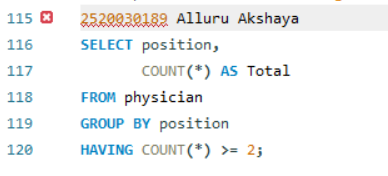 115 2520030189 Alluru Akshaya
116 SELECT position,
117 COUNT(*) AS Total
118 FROM physician
119 GROUP BY position
120 HAVING COUNT(*) >= 2;